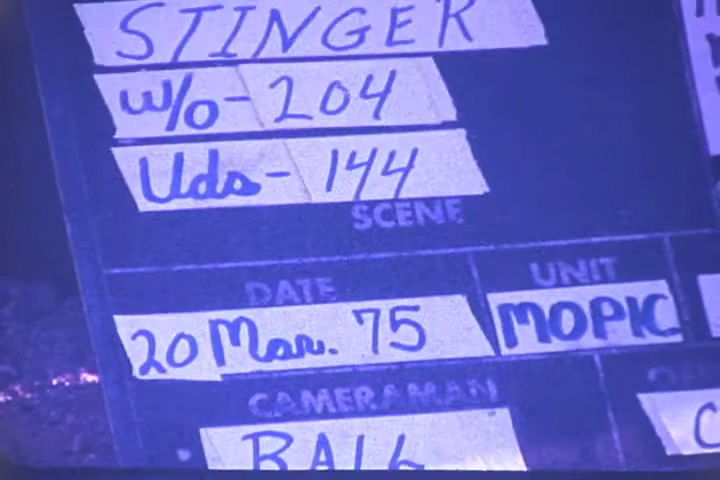 STINGER
W/O-204
Uds-144
SCENE
DATE
UNIT
20 Mar. 75
MOPIC
CAMERAMAN
BALL